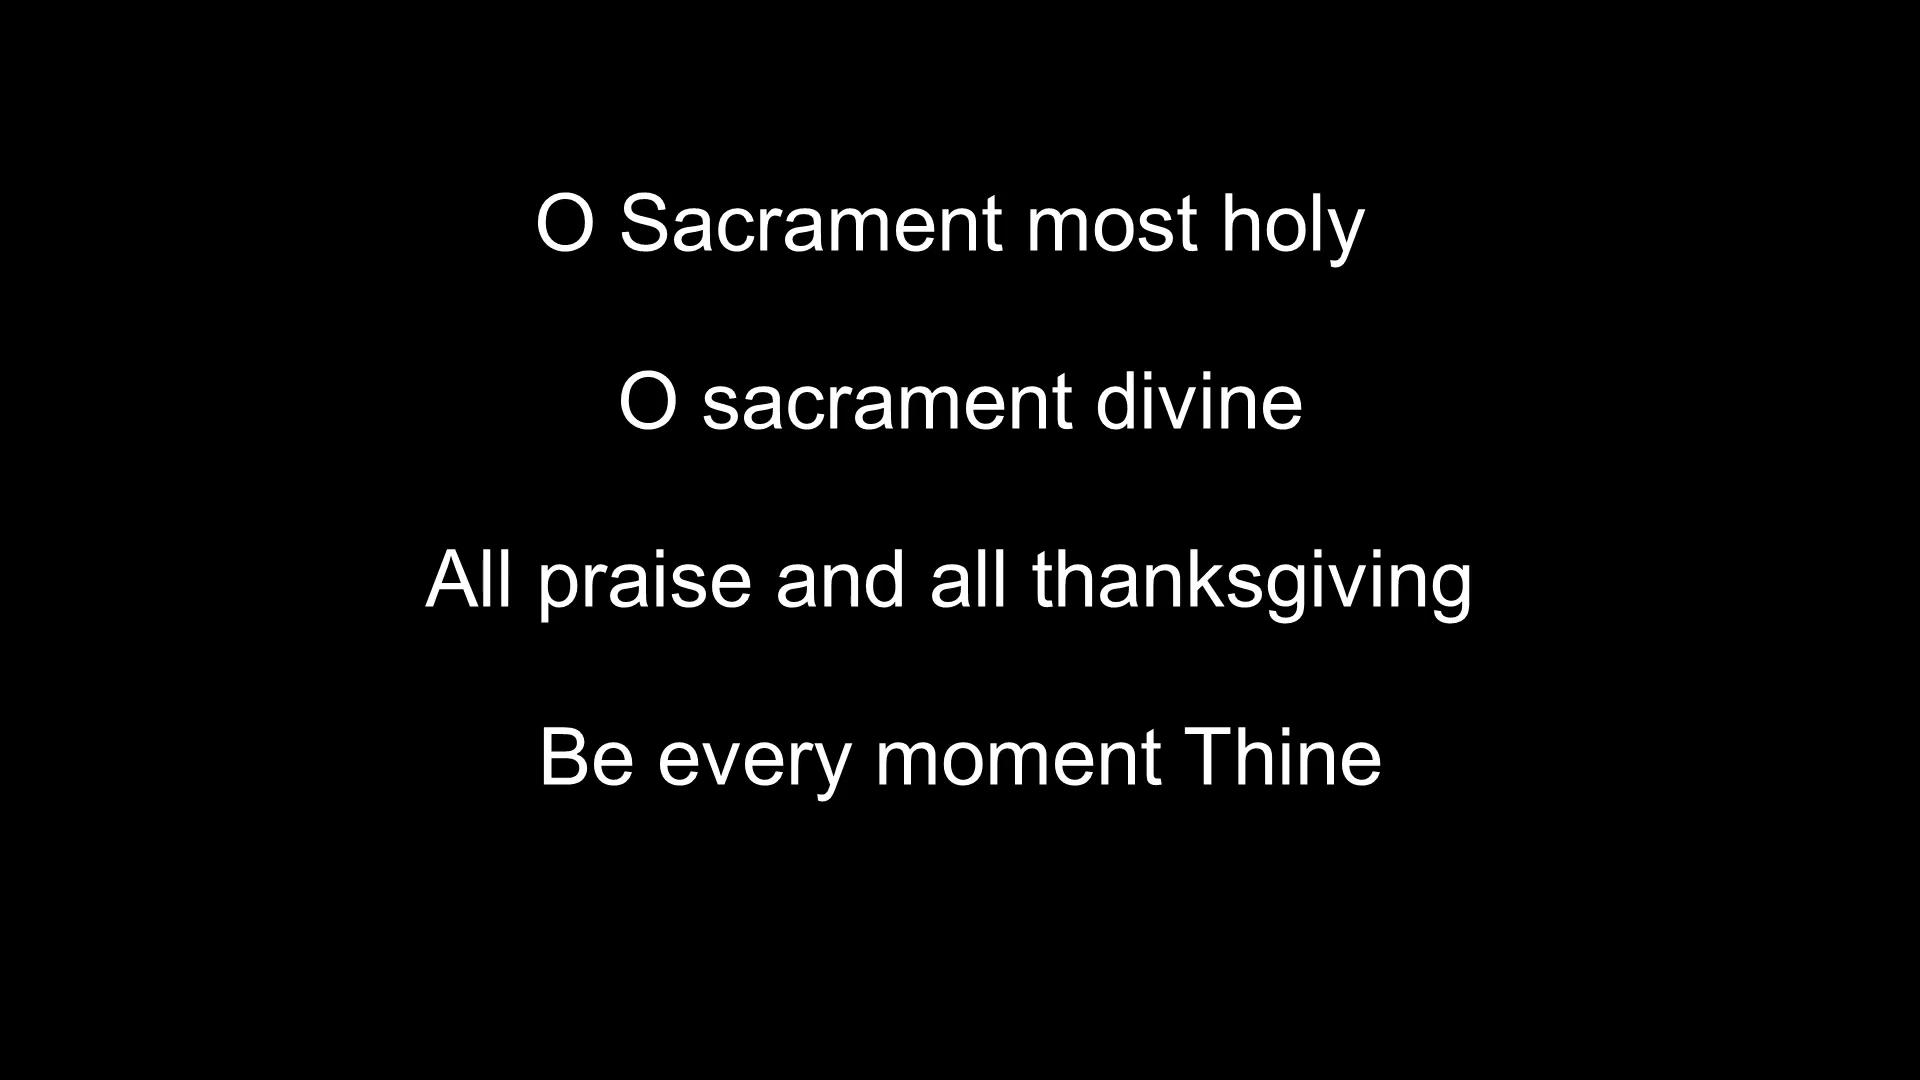 O Sacrament most holy
O sacrament divine
All praise and all thanksgiving
Be every moment Thine